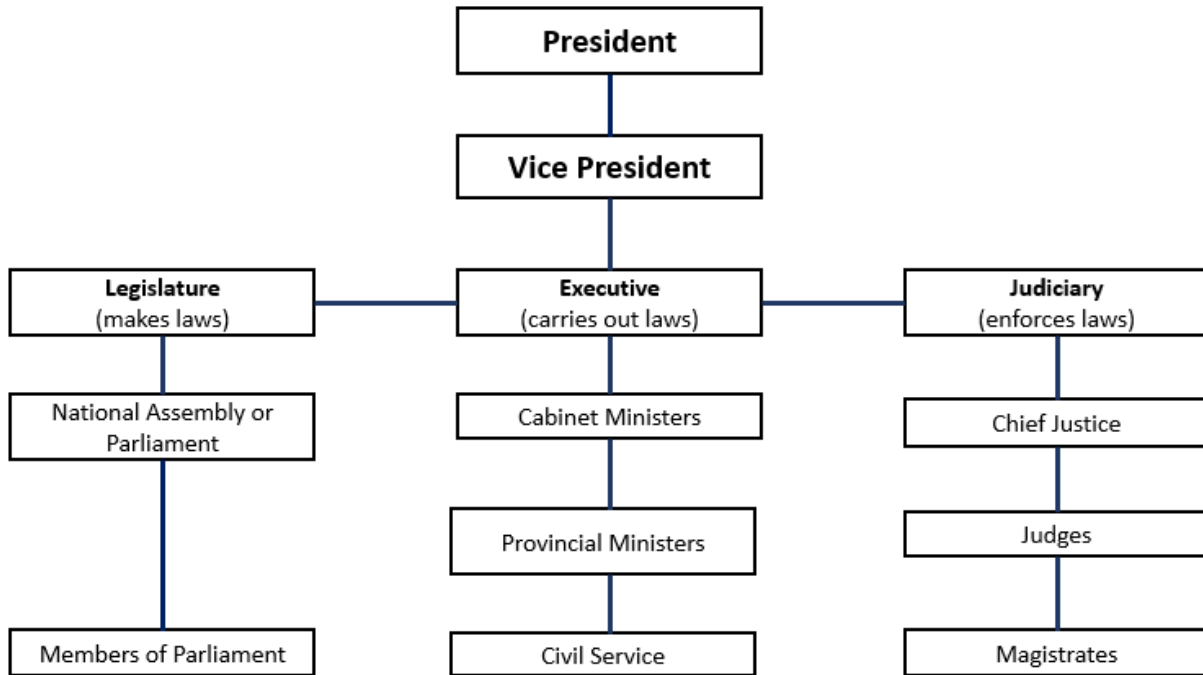 President
Vice President
Legislature
(makes laws)
Executive
(carries out laws)
Judiciary
(enforces laws)
National Assembly or
Parliament
Cabinet Ministers
Chief Justice
Provincial Ministers
Judges
Members of Parliament
Civil Service
Magistrates